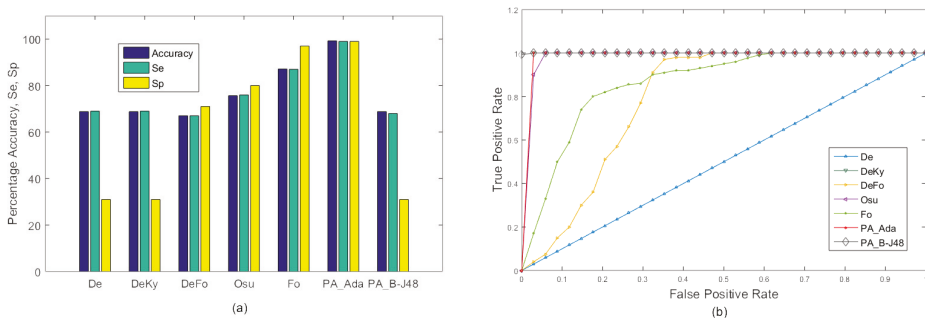 Percentage Accuracy, Se, Sp
100
80
60
40
20
0
Accuracy
Se
Sp
De DeKy DeFo Osu Fo PA_Ada PA_B-J48
(a)
True Positive Rate
1.2
1
0.8
0.6
0.4
0.2
0
De
DeKy
DeFo
Osu
Fo
PA_Ada
PA_B-J48
0 0.1 0.2 0.3 0.4 0.5 0.6 0.7 0.8 0.9 1
False Positive Rate
(b)